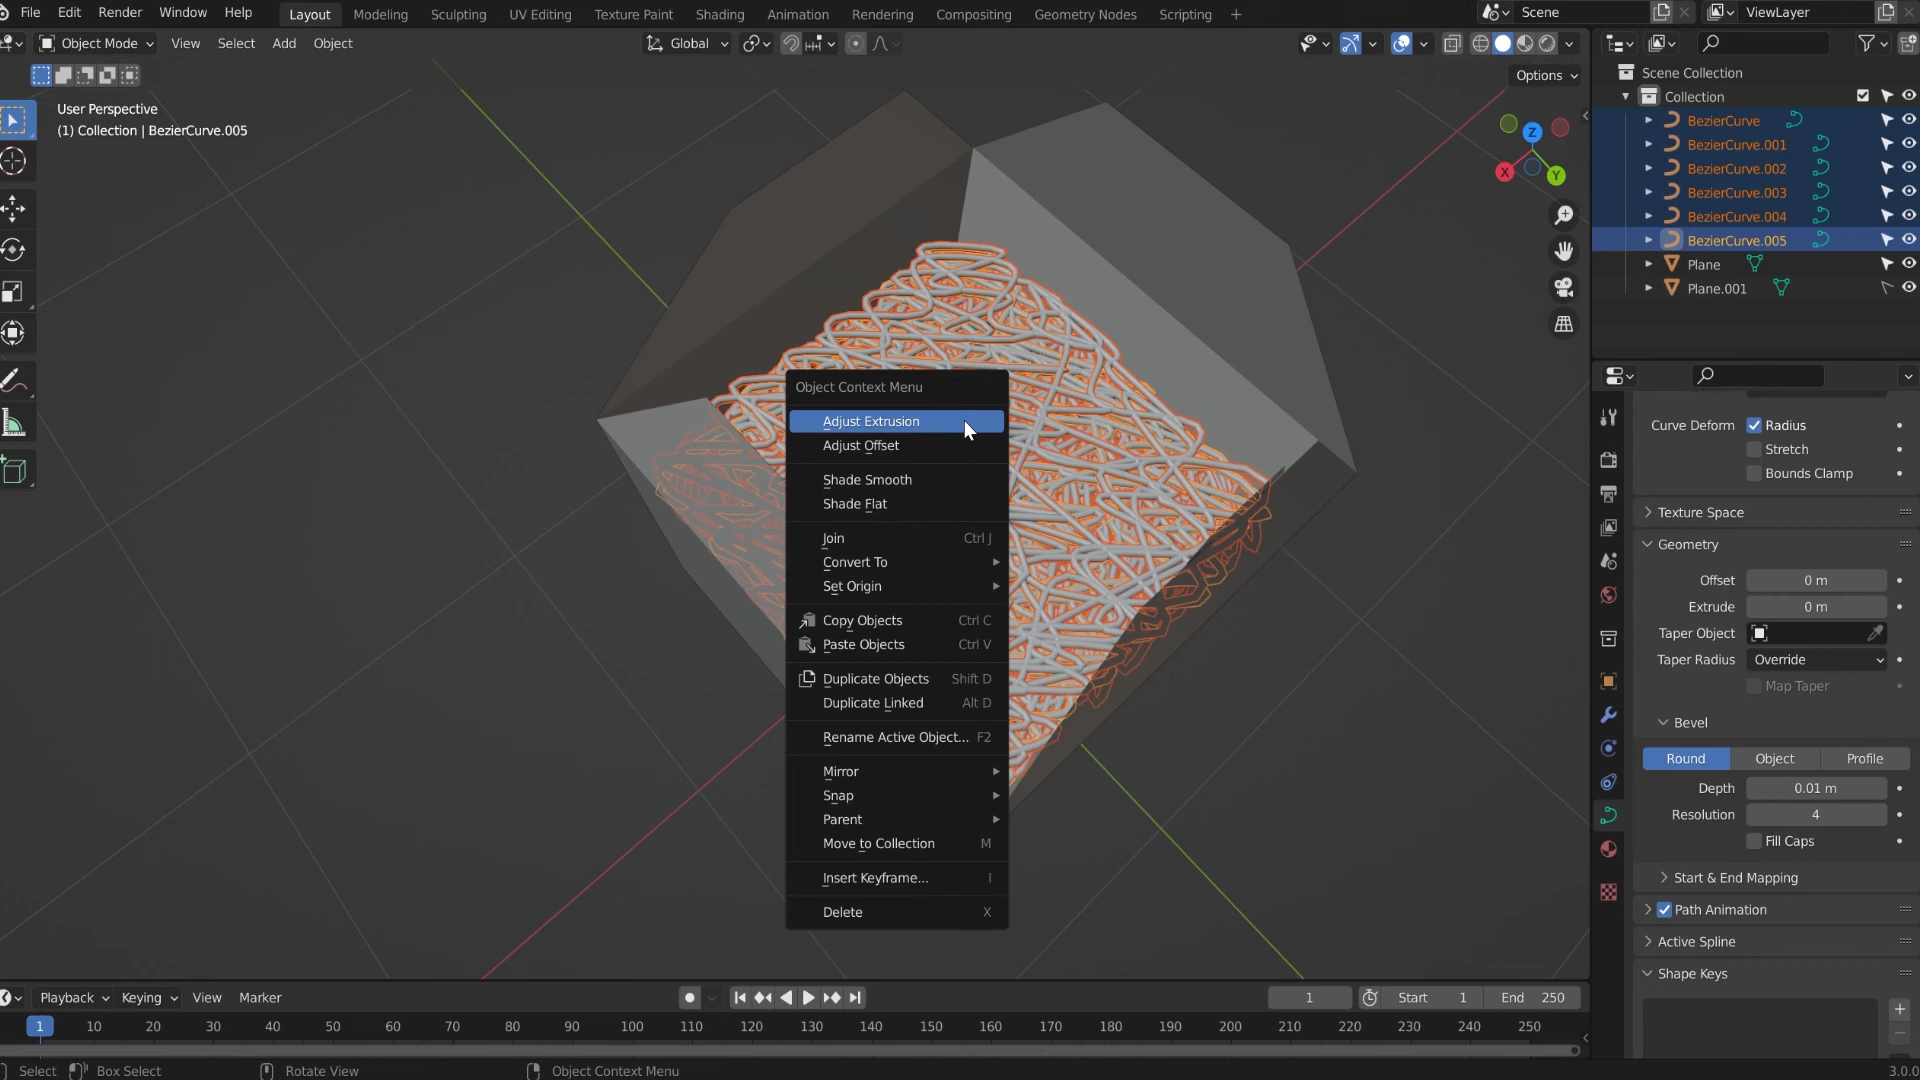 File Edit Render Window Help Layout Modeling Sculpting UV Editing Texture Paint Shading Animation Rendering Compositing Geometry Nodes Scripting + Scene ViewLayer
Object Mode View Select Add Object Global
Options
User Perspective
(1) Collection | BezierCurve.005
Z
X
Y
Scene Collection
Collection
BezierCurve
BezierCurve.001
BezierCurve.002
BezierCurve.003
BezierCurve.004
BezierCurve.005
Plane
Plane.001
Object Context Menu
Adjust Extrusion
Adjust Offset
Shade Smooth
Shade Flat
Join Ctrl J
Convert To
Set Origin
Copy Objects Ctrl C
Paste Objects Ctrl V
Duplicate Objects Shift D
Duplicate Linked Alt D
Rename Active Object... F2
Mirror
Snap
Parent
Move to Collection M
Insert Keyframe... I
Delete X
Curve Deform Radius
Stretch
Bounds Clamp
Texture Space
Geometry
Offset 0 m
Extrude 0 m
Taper Object
Taper Radius Override
Map Taper
Bevel
Round Object Profile
Depth 0.01 m
Resolution 4
Fill Caps
Start & End Mapping
Path Animation
Active Spline
Shape Keys
Playback Keying View Marker 1 Start 1 End 250
1 10 20 30 40 50 60 70 80 90 100 110 120 130 140 150 160 170 180 190 200 210 220 230 240 250
Select Box Select Rotate View Object Context Menu 3.0.0